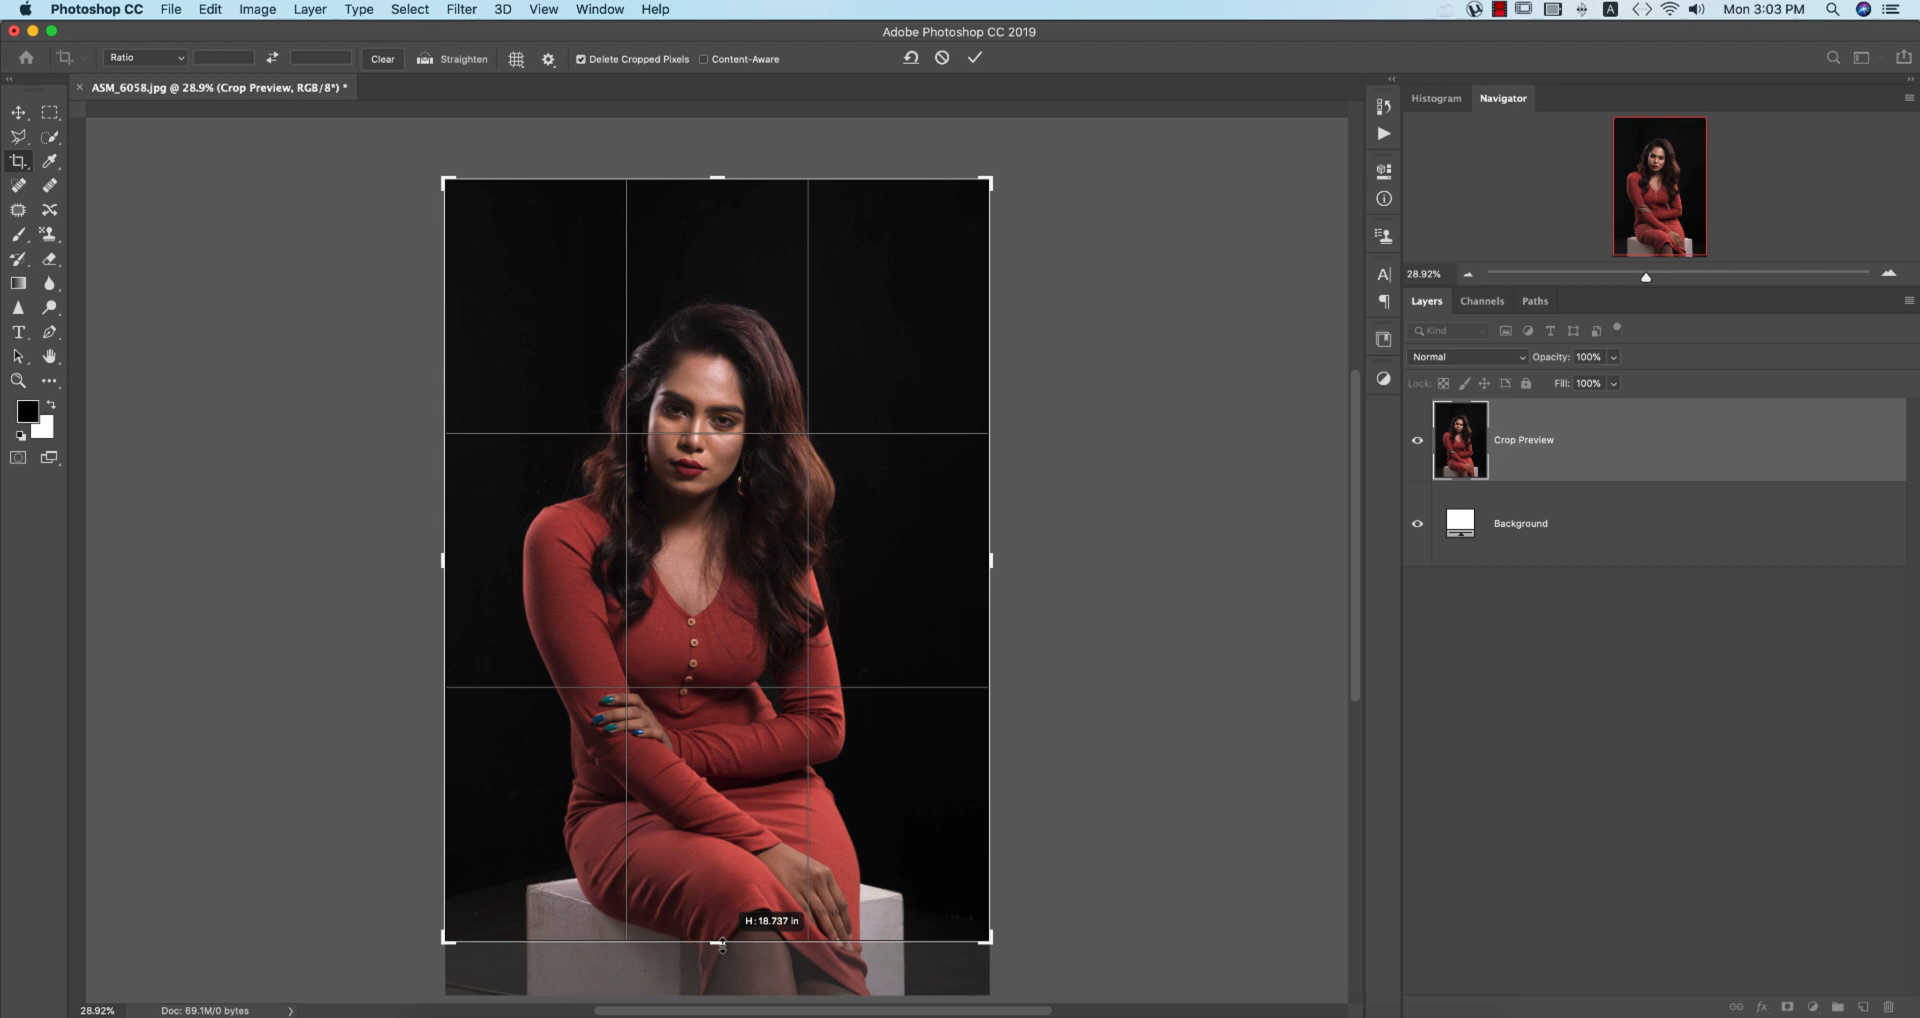 Photoshop CC File Edit Image Layer Type Select Filter 3D View Window Help A Mon 3:03 PM
Adobe Photoshop CC 2019
Ratio Clear Straighten Delete Cropped Pixels Content-Aware
ASM_6058.jpg @ 28.9% (Crop Preview, RGB/8*) *
Histogram Navigator
28.92%
Layers Channels Paths
Kind
Normal Opacity: 100%
Lock: Fill: 100%
Crop Preview
Background
H: 18.737 in
28.92% Doc: 69.1M/0 bytes